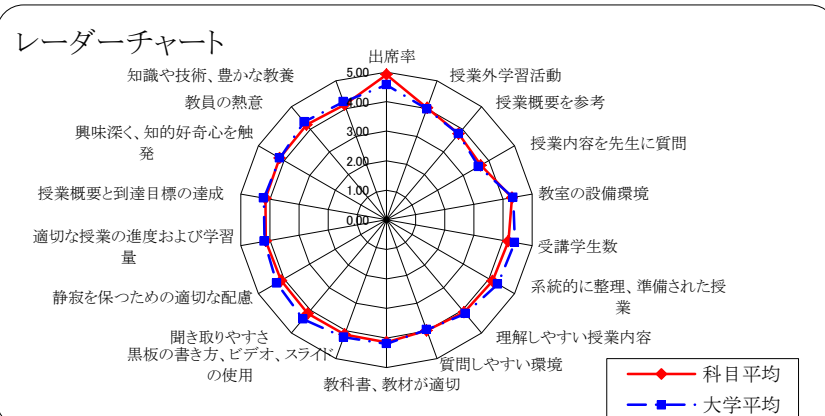 レーダーチャート
出席率
授業外学習活動
授業概要を参考
授業内容を先生に質問
教室の設備環境
受講学生数
系統的に整理、準備された授
業
理解しやすい授業内容
質問しやすい環境
教科書、教材が適切
黒板の書き方、ビデオ、スライド
の使用
聞き取りやすさ
静寂を保つための適切な配慮
適切な授業の進度および学習
量
授業概要と到達目標の達成
興味深く、知的好奇心を触
発
教員の熱意
知識や技術、豊かな教養
5.00
4.00
3.00
2.00
1.00
0.00
科目平均
大学平均